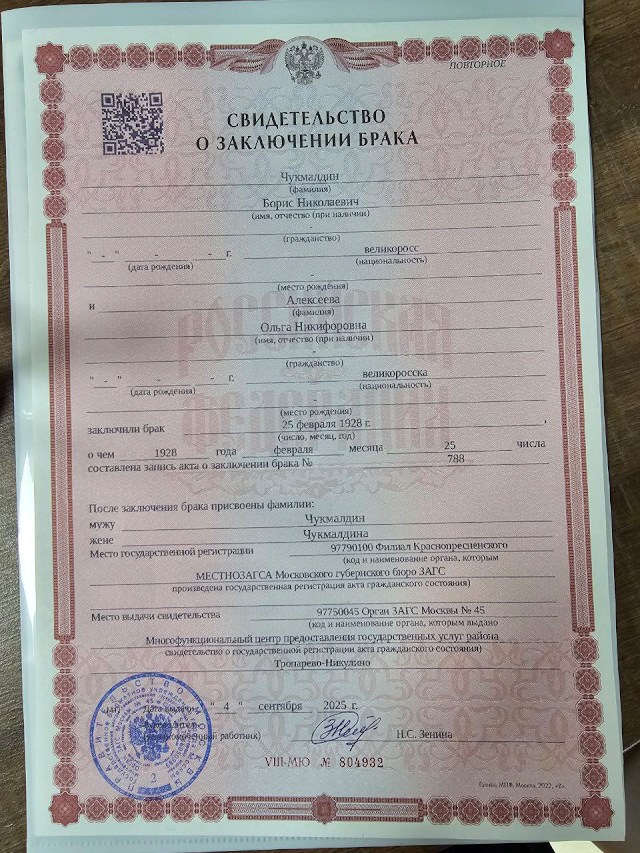 ПОВТОРНОЕ
СВИДЕТЕЛЬСТВО
О ЗАКЛЮЧЕНИИ БРАКА
Чукмалдин
(фамилия)
Борис Николаевич
(имя, отчество (при наличии)
-
(гражданство)
" - " - - г. великоросс
(дата рождения) (национальность)
-
(место рождения)
и Алексеева
(фамилия)
Ольга Никифоровна
(имя, отчество (при наличии)
-
(гражданство)
" - " - - г. великоросска
(дата рождения) (национальность)
-
(место рождения)
заключили брак 25 февраля 1928 г.
(число, месяц, год)
о чем 1928 года февраля месяца 25 числа
составлена запись акта о заключении брака № 788
После заключения брака присвоены фамилии:
мужу Чукмалдин
жене Чукмалдина
Место государственной регистрации 97790100 Филиал Краснопресненского
(код и наименование органа, которым
МЕСТНОЗАГСА Московского губернского бюро ЗАГС
произведена государственная регистрация акта гражданского состояния)
Место выдачи свидетельства 97750045 Орган ЗАГС Москвы № 45
(код и наименование органа, которым выдано
Многофункциональный центр предоставления государственных услуг района
свидетельство о государственной регистрации акта гражданского состояния)
Тропарево-Никулино
Дата выдачи " 4 " сентября 2025 г.
работник) Н.С. Зенина
VIII-МЮ № 804932
РОССИЙСКАЯ
ФЕДЕРАЦИЯ
ПРАВИТЕЛЬСТВО МОСКВЫ
2